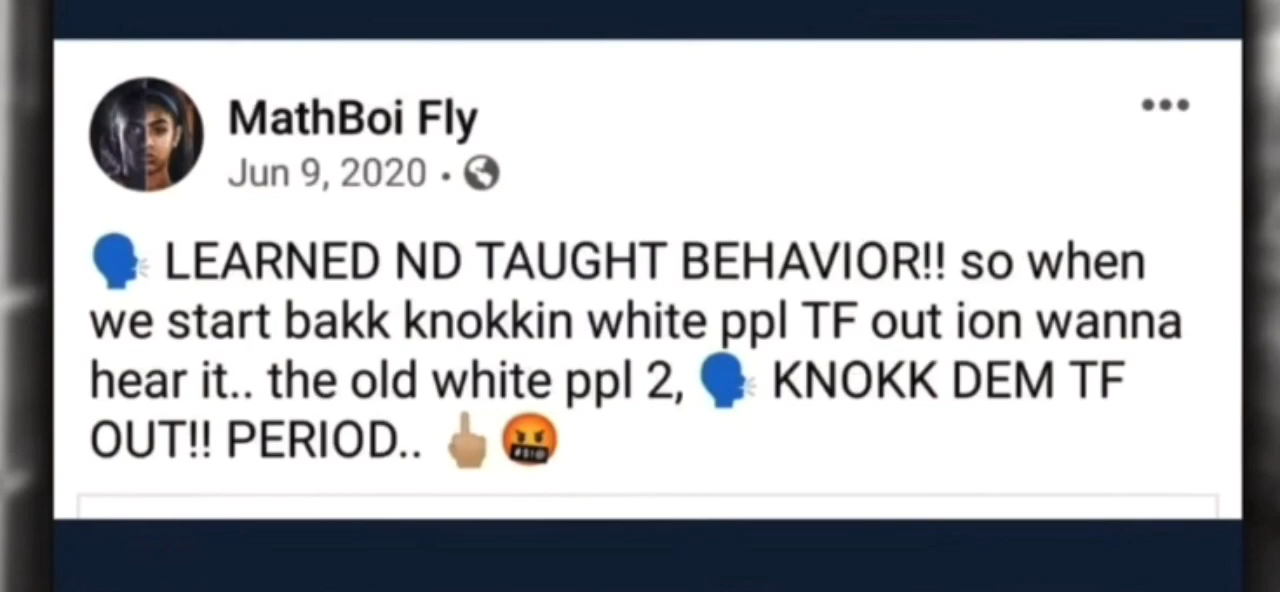 MathBoi Fly
Jun 9, 2020 •
🗣 LEARNED ND TAUGHT BEHAVIOR!! so when
we start bakk knokkin white ppl TF out ion wanna
hear it.. the old white ppl 2, 🗣 KNOKK DEM TF
OUT!! PERIOD.. 🖕🏼🤬